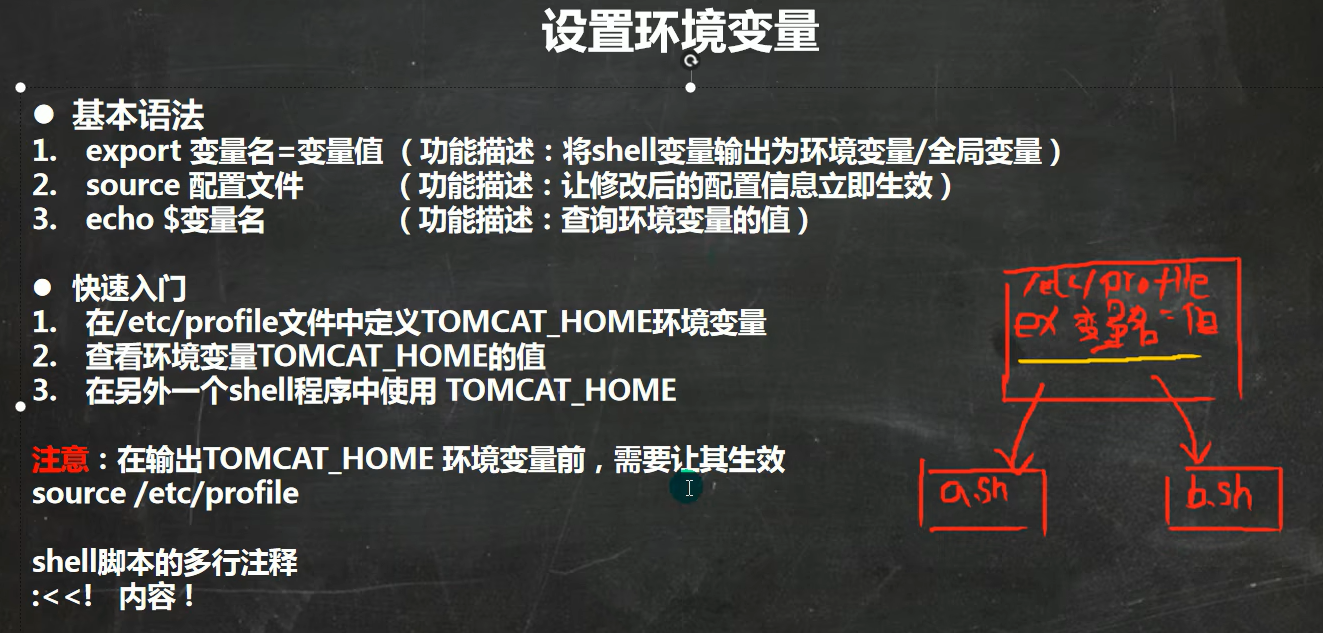 设置环境变量
● 基本语法
1. export 变量名=变量值（功能描述：将shell变量输出为环境变量/全局变量）
2. source 配置文件 （功能描述：让修改后的配置信息立即生效）
3. echo $变量名 （功能描述：查询环境变量的值）
● 快速入门
1. 在/etc/profile文件中定义TOMCAT_HOME环境变量
2. 查看环境变量TOMCAT_HOME的值
3. 在另外一个shell程序中使用 TOMCAT_HOME
注意：在输出TOMCAT_HOME 环境变量前，需要让其生效
source /etc/profile
shell脚本的多行注释
:<<! 内容！
/etc/profile
ex 变量名=值
a.sh
b.sh